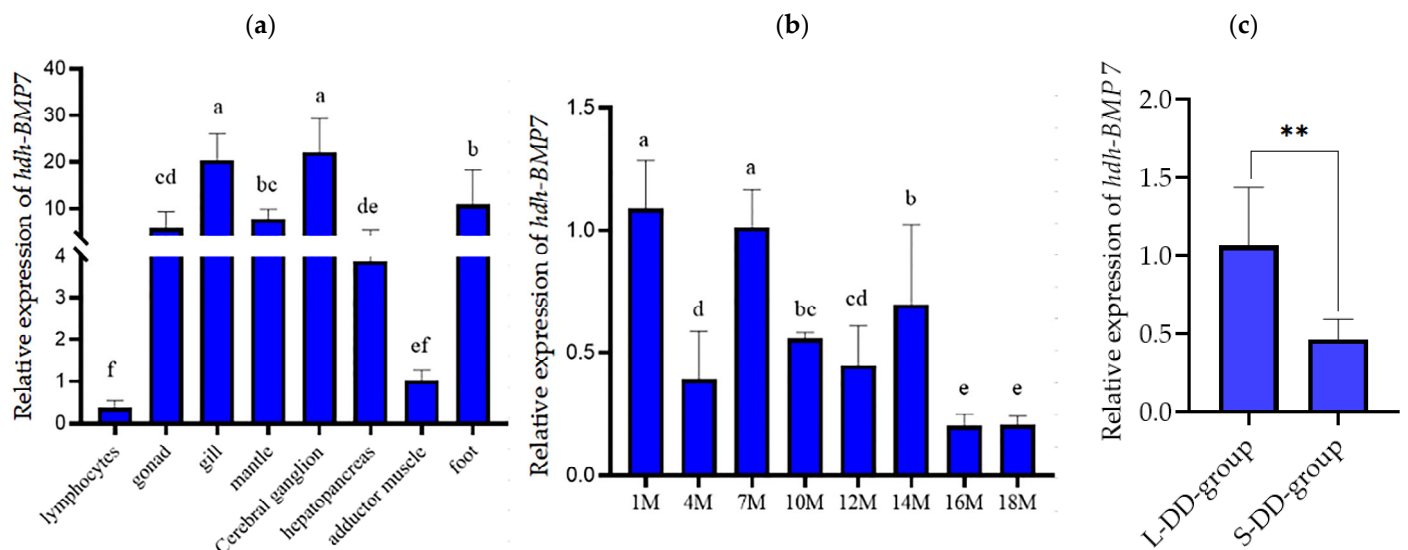 (a)
Relative expression of hdh-BMP7
40
30
20
10
4
3
2
1
0
f
cd
a
bc
a
de
ef
b
lymphocytes
gonad
gill
mantle
Cerebral ganglion
hepatopancreas
adductor muscle
foot
(b)
Relative expression of hdh-BMP7
1.5
1.0
0.5
0.0
a
d
a
bc
cd
b
e
e
1M
4M
7M
10M
12M
14M
16M
18M
(c)
Relative expression of hdh-BMP 7
2.0
1.5
1.0
0.5
0.0
**
L-DD-group
S-DD-group